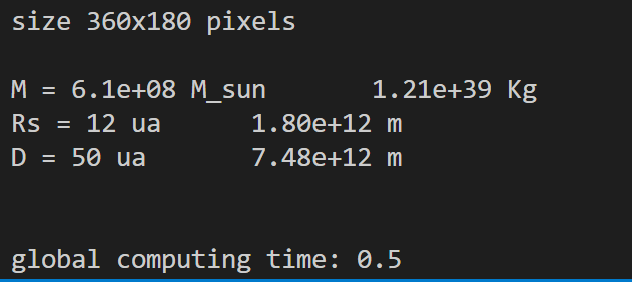 size 360x180 pixels
M = 6.1e+08 M_sun 1.21e+39 Kg
Rs = 12 ua 1.80e+12 m
D = 50 ua 7.48e+12 m
global computing time: 0.5